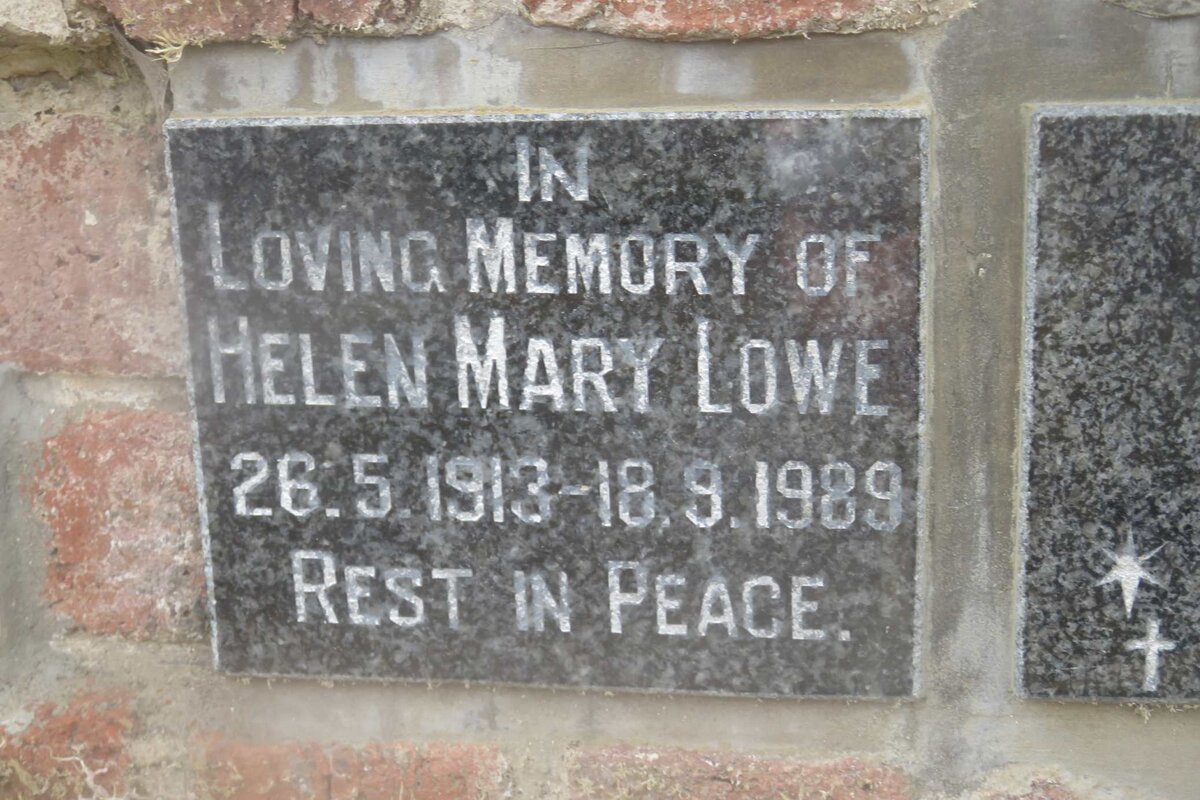 IN
LOVING MEMORY OF
HELEN MARY LOWE
26.5.1913-18.9.1989
REST IN PEACE.